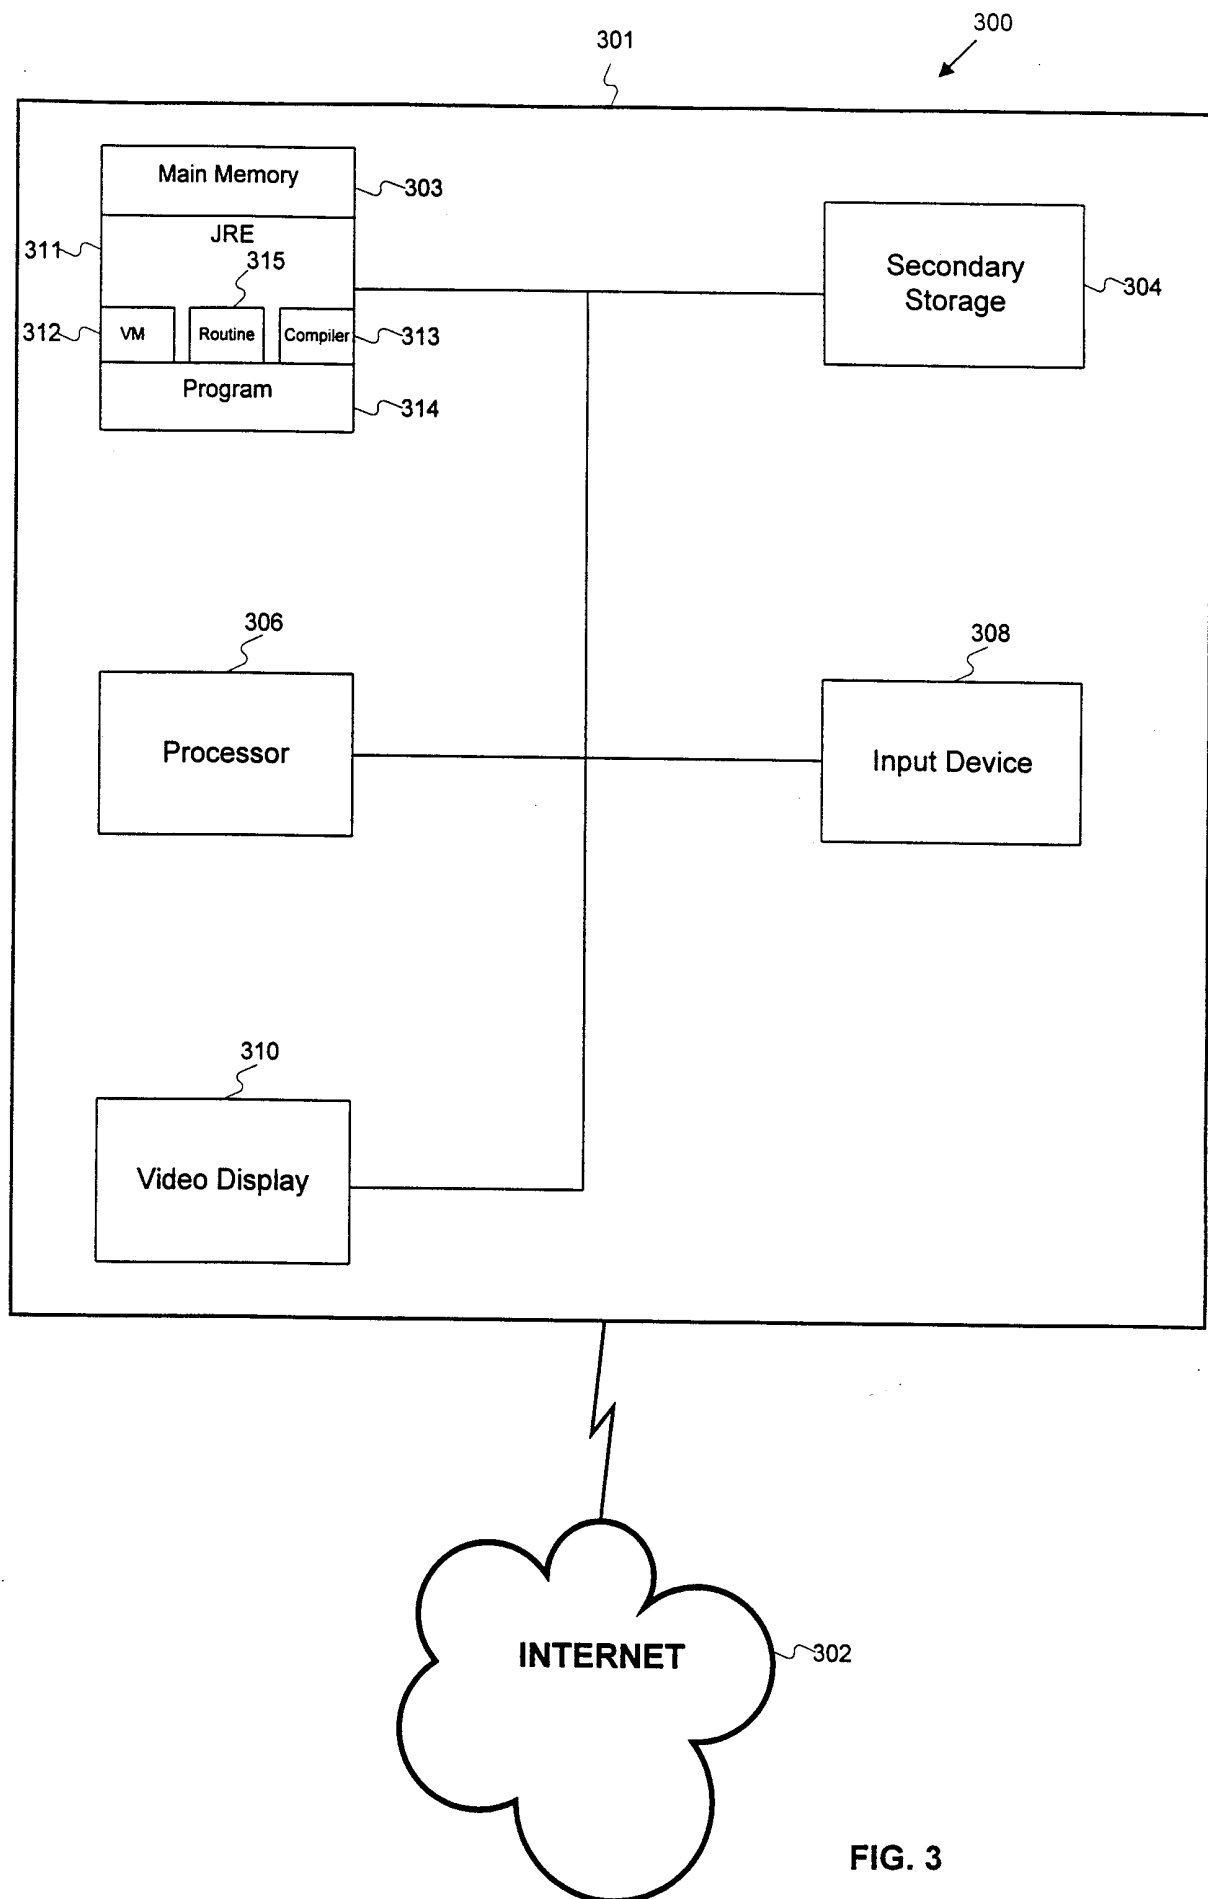 300
301
Main Memory
303
JRE
311
315
312
VM
Routine
Compiler
313
Program
314
Secondary
Storage
304
306
Processor
308
Input Device
310
Video Display
INTERNET
302
FIG. 3